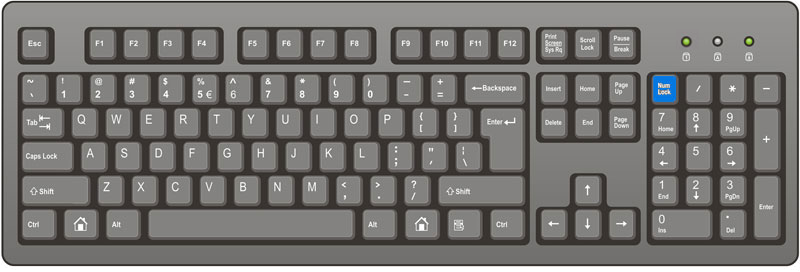 Esc F1 F2 F3 F4 F5 F6 F7 F8 F9 F10 F11 F12 Print Screen Sys Rq Scroll Lock Pause Break
1 A
~ ! @ # $ % ^ & * ( ) — +
` 1 2 3 4 5 € 6 7 8 9 0 - = ←Backspace Insert Home Page Up Num Lock / * −
Tab Q W E R T Y U I O P { [ } ] Enter Delete End Page Down 7 Home 8 ↑ 9 PgUp +
Caps Lock A S D F G H J K L : ; " , ¦ \ 4 ← 5 6 →
⇧ Shift Z X C V B N M < , > . ? / ⇧ Shift ↑ 1 End 2 ↓ 3 PgDn Enter
Ctrl Alt Alt Ctrl ← ↓ → 0 Ins . Del